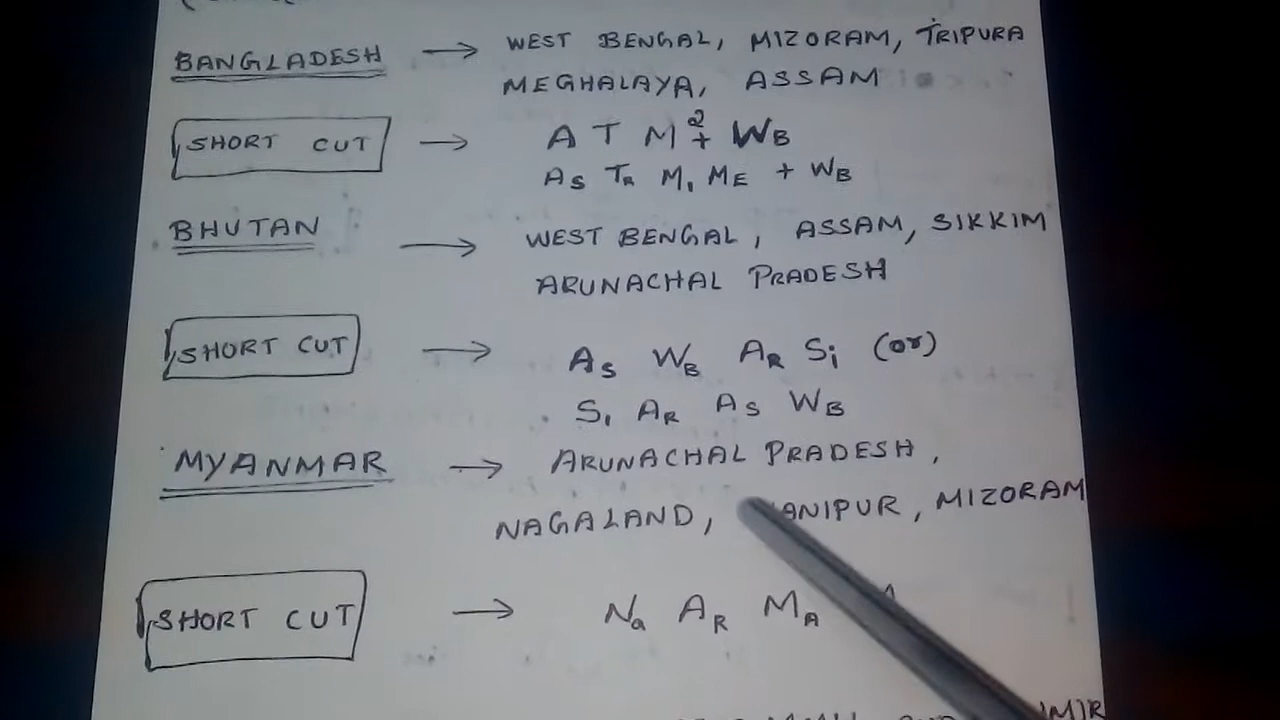 BANGLADESH → WEST BENGAL, MIZORAM, TRIPURA
MEGHALAYA, ASSAM
SHORT CUT → A T M² + WB
As TR Mi ME + WB
BHUTAN → WEST BENGAL, ASSAM, SIKKIM
ARUNACHAL PRADESH
SHORT CUT → As WB AR Si (or)
Si AR As WB
MYANMAR → ARUNACHAL PRADESH,
NAGALAND, MANIPUR, MIZORAM
SHORT CUT → Na AR MA